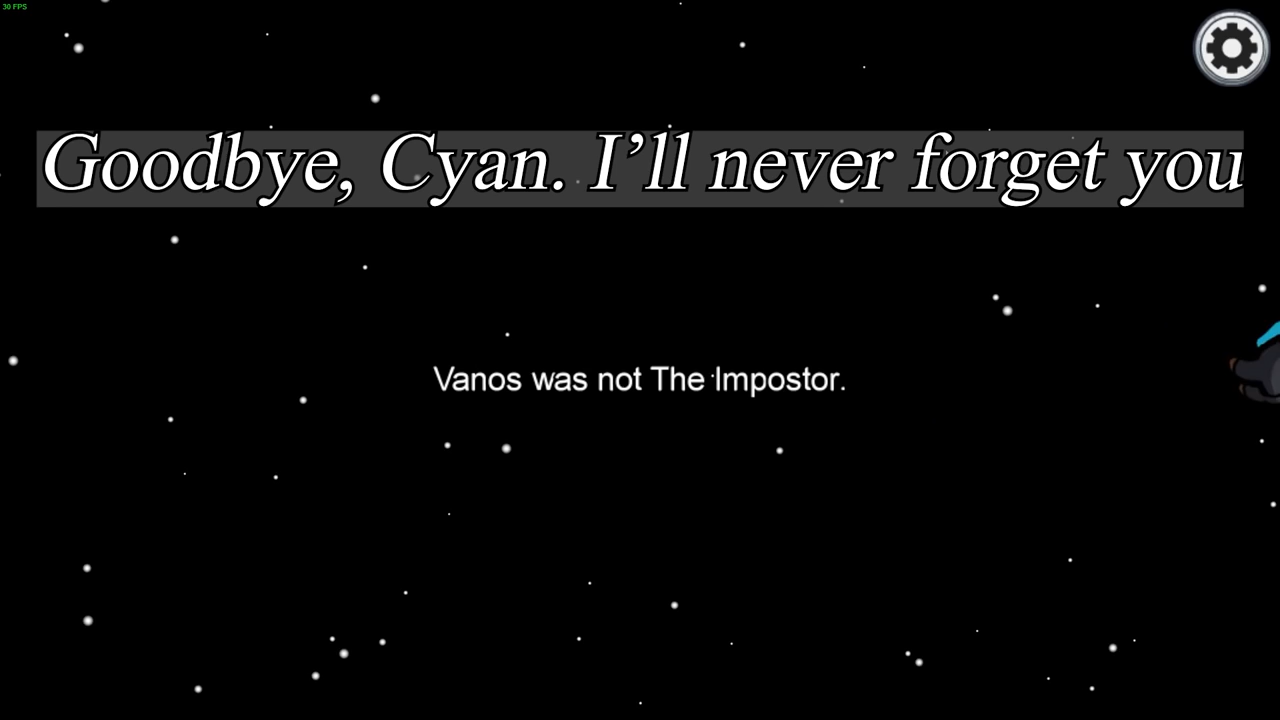 30 FPS
Goodbye, Cyan. I’ll never forget you
Vanos was not The Impostor.